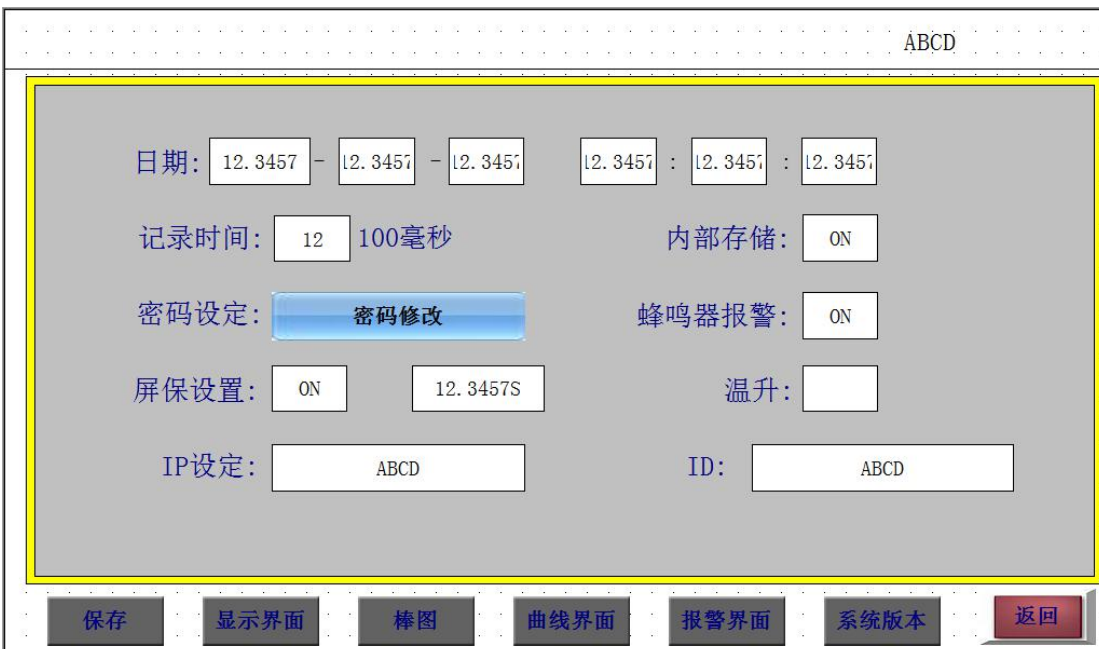 ABCD
日期: 12.3457 - 12.3457 - 12.3457 12.3457 : 12.3457 : 12.3457
记录时间: 12 100毫秒 内部存储: ON
密码设定: 密码修改 蜂鸣器报警: ON
屏保设置: ON 12.3457S 温升:
IP设定: ABCD ID: ABCD
保存 显示界面 棒图 曲线界面 报警界面 系统版本 返回